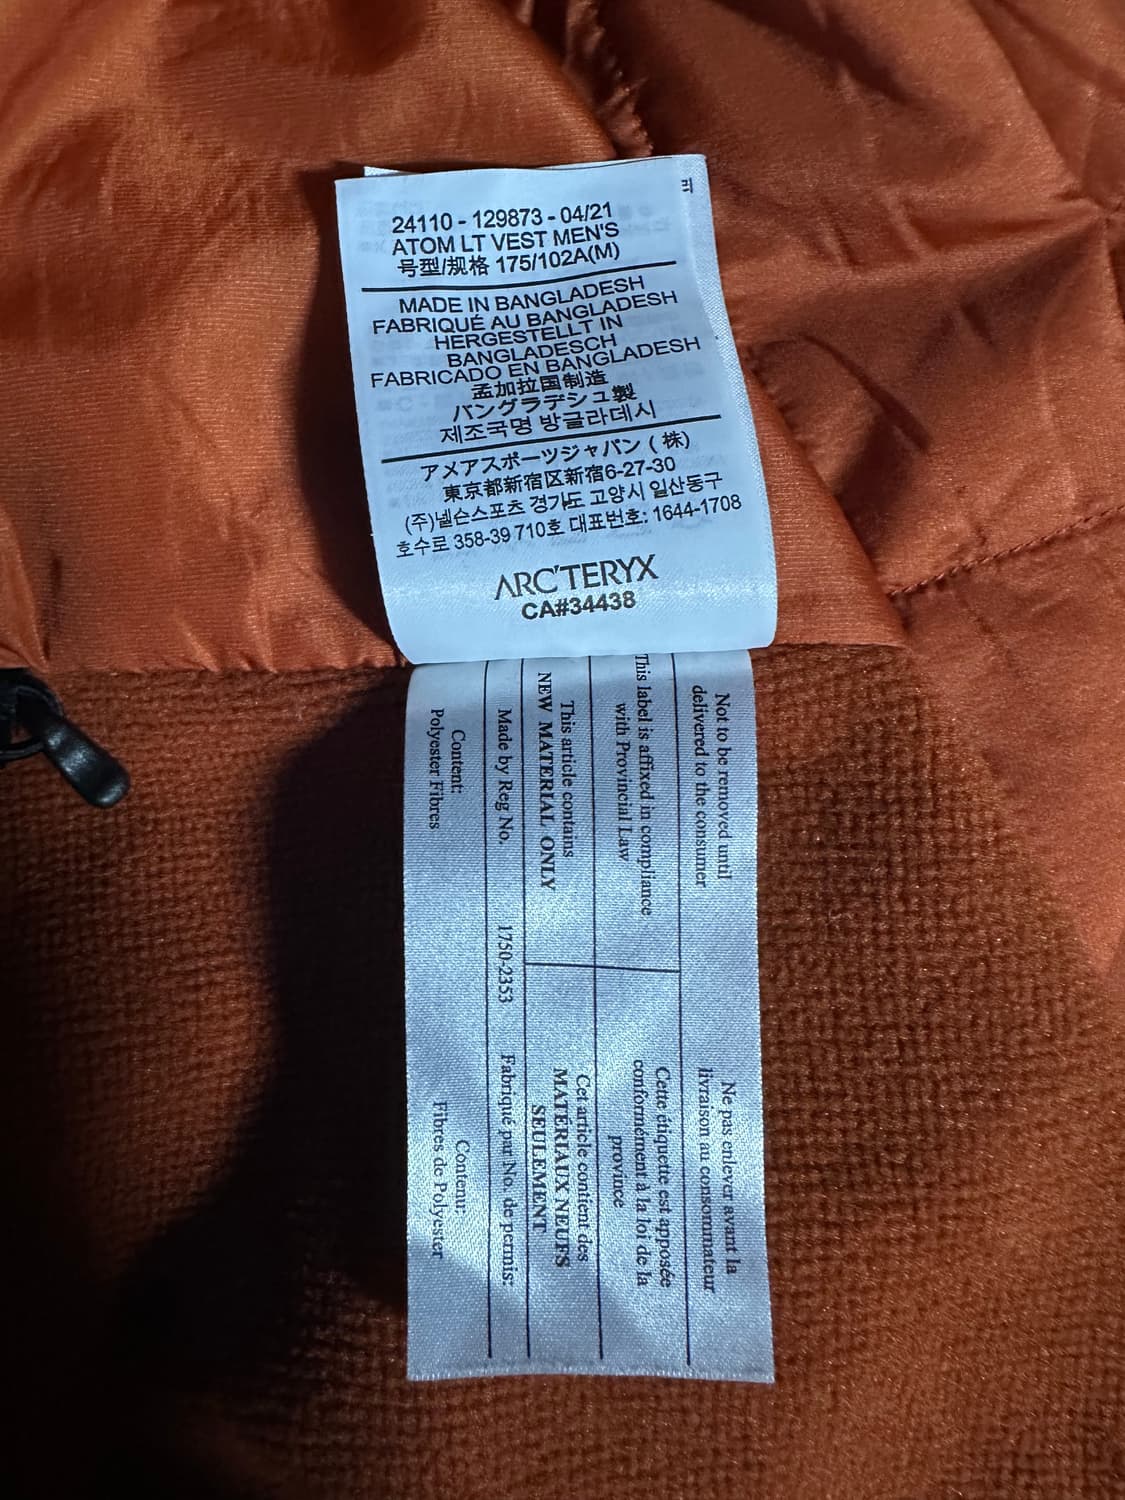 리
24110 - 129873 - 04/21
ATOM LT VEST MEN'S
号型/规格 175/102A(M)
MADE IN BANGLADESH
FABRIQUÉ AU BANGLADESH
HERGESTELLT IN
BANGLADESCH
FABRICADO EN BANGLADESH
孟加拉国制造
バングラデシュ製
제조국명 방글라데시
アメアスポーツジャパン (株)
東京都新宿区新宿6-27-30
(주)넬슨스포츠 경기도 고양시 일산동구
호수로 358-39 710호 대표번호: 1644-1708
ARC'TERYX
CA#34438
Not to be removed until
delivered to the consumer
Ne pas enlever avant la
livraison au consommateur
This label is affixed in compliance
with Provincial Law
Cette étiquette est apposée
conformément à la loi de la
province
This article contains
NEW MATERIAL ONLY
Cet article contient des
MATÉRIAUX NEUFS
SEULEMENT
Made by Reg No. 1750-2353 Fabriqué par No. de permis:
Content:
Polyester Fibres
Contenu:
Fibres de Polyester